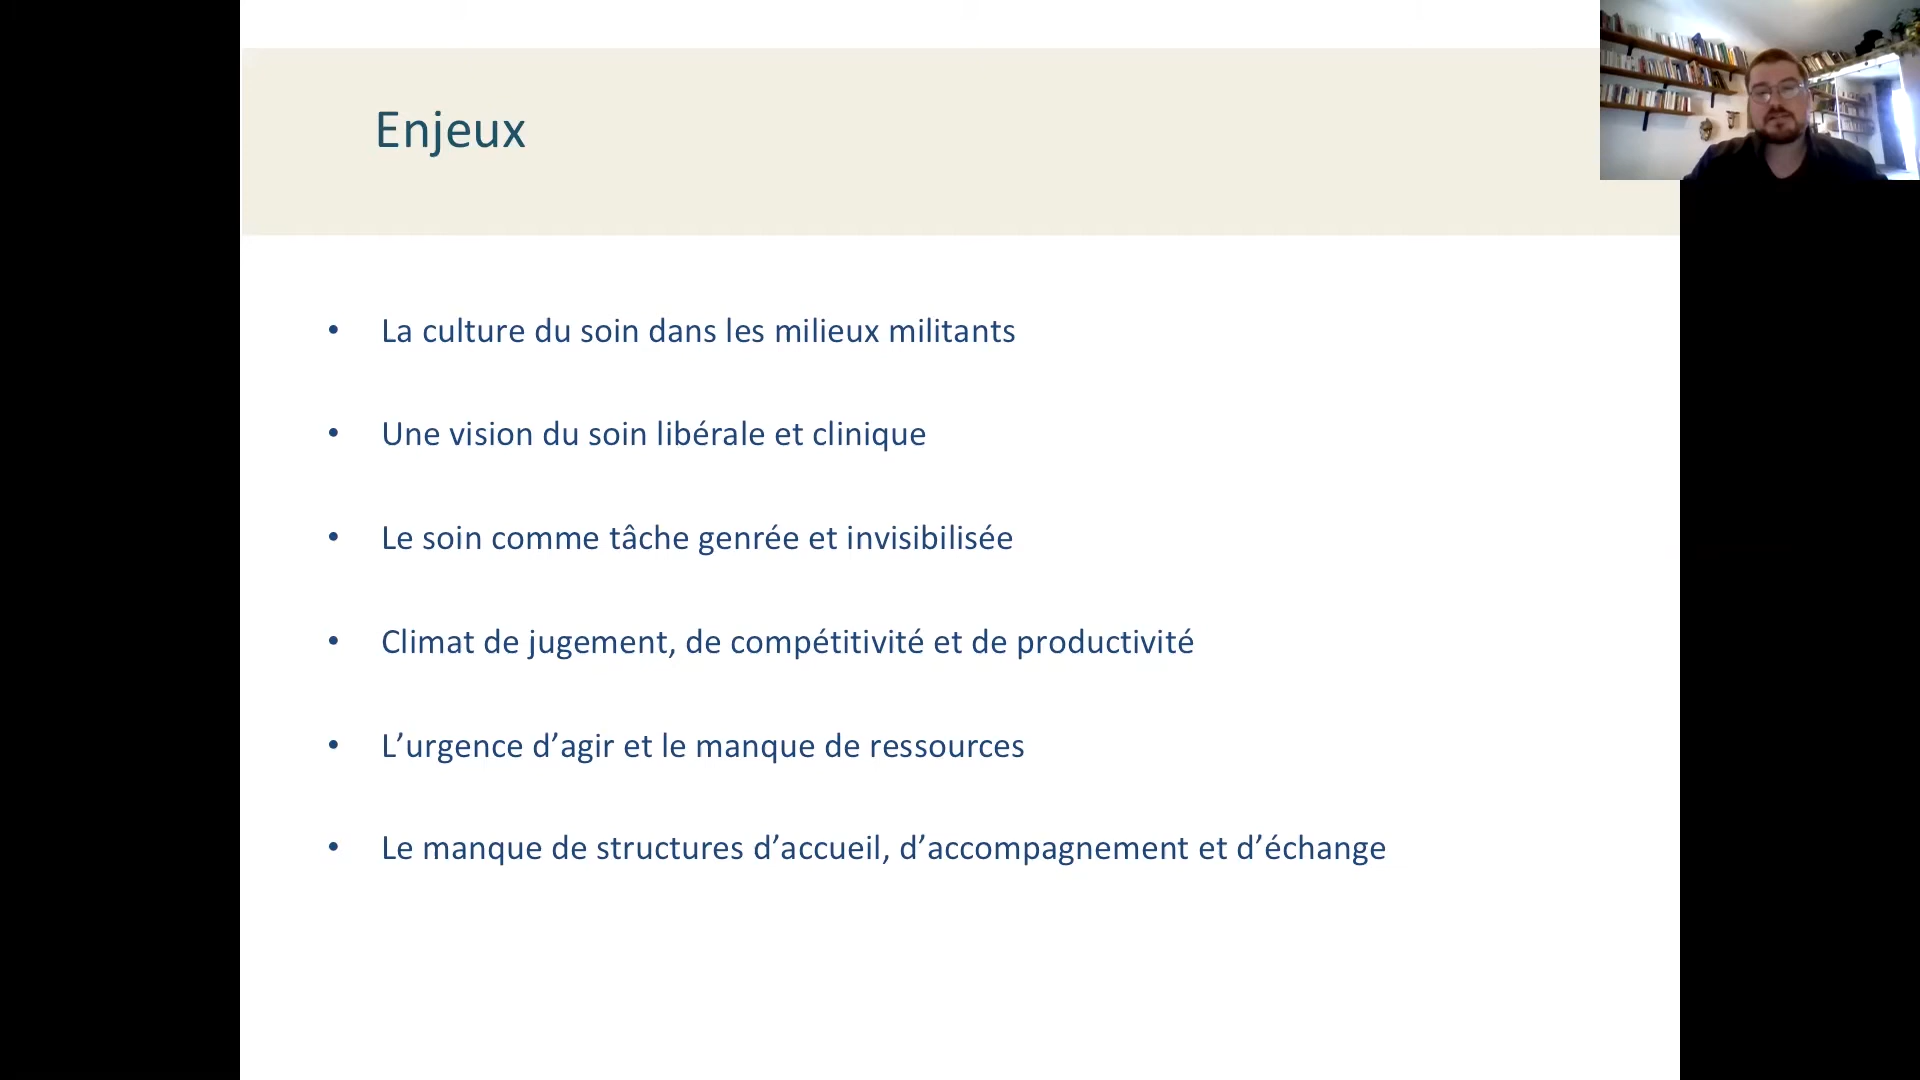 Enjeux
• La culture du soin dans les milieux militants
• Une vision du soin libérale et clinique
• Le soin comme tâche genrée et invisibilisée
• Climat de jugement, de compétitivité et de productivité
• L’urgence d’agir et le manque de ressources
• Le manque de structures d’accueil, d’accompagnement et d’échange